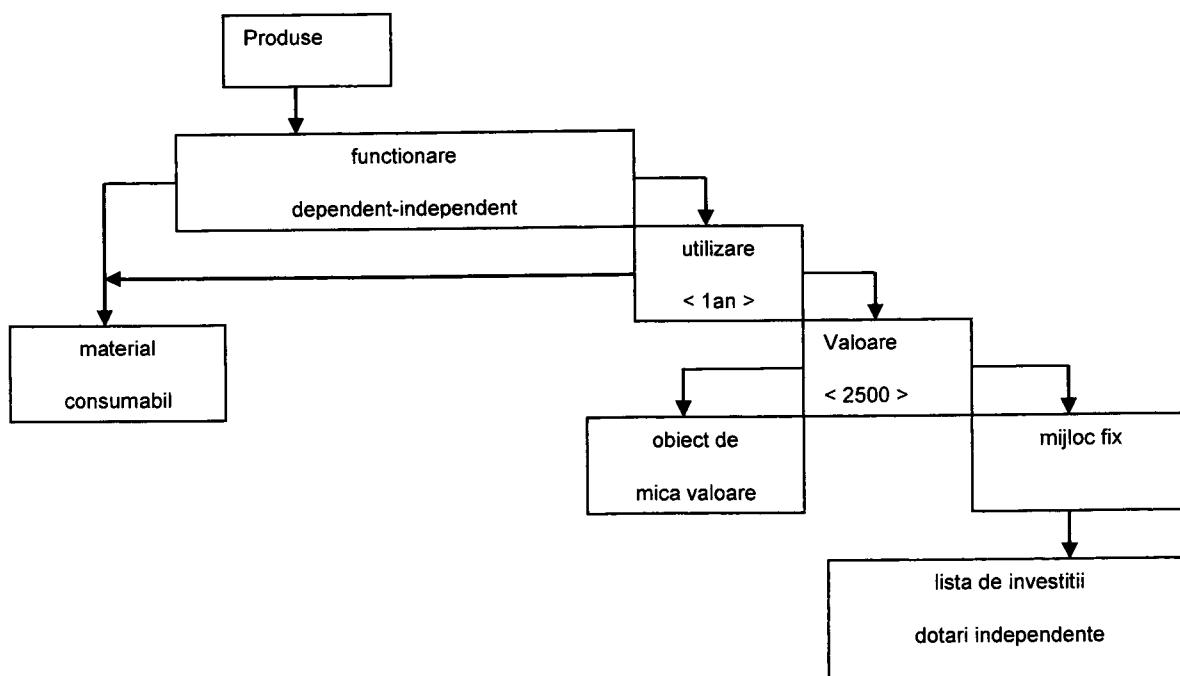 Produse
functionare
dependent-independent
utilizare
< 1an >
material
consumabil
Valoare
< 2500 >
obiect de
mica valoare
mijloc fix
lista de investitii
dotari independente